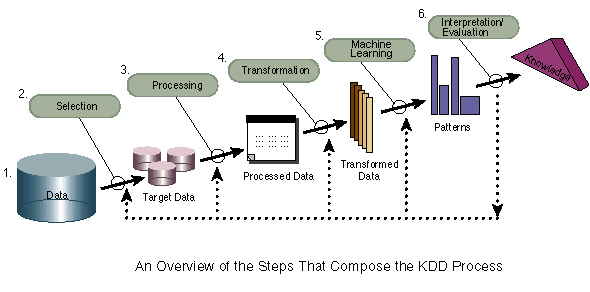 1.
Data
2.
Selection
Target Data
3.
Processing
Processed Data
4.
Transformation
Transformed
Data
5.
Machine
Learning
Patterns
6.
Interpretation/
Evaluation
Knowledge
An Overview of the Steps That Compose the KDD Process